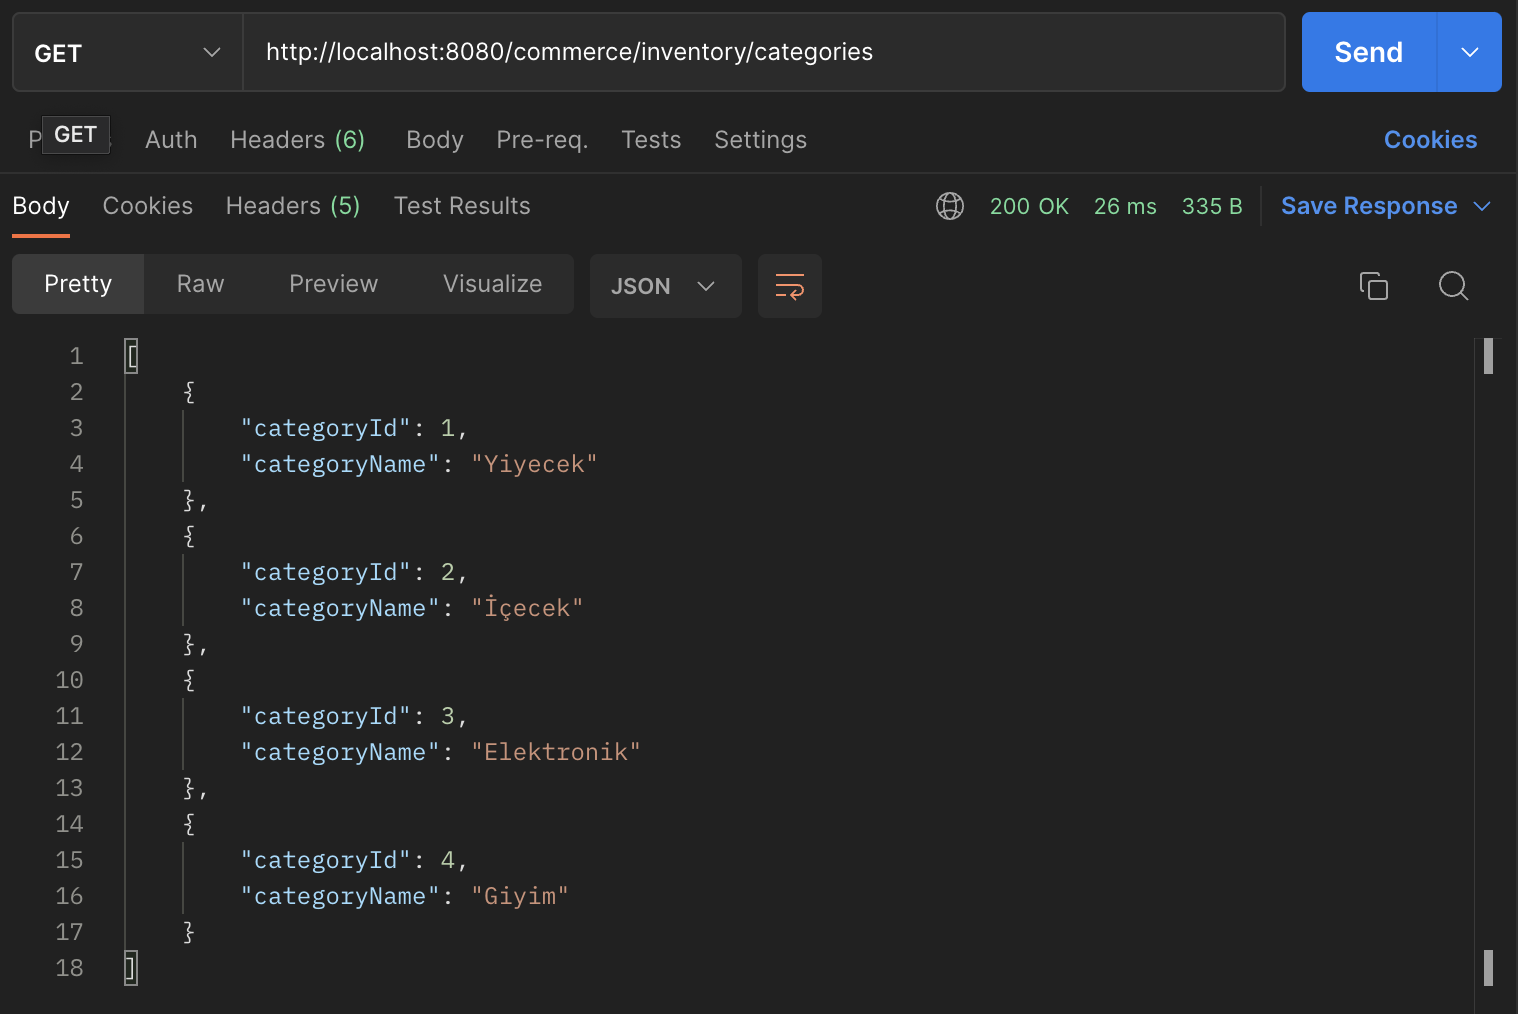 GET http://localhost:8080/commerce/inventory/categories Send
GET Auth Headers (6) Body Pre-req. Tests Settings Cookies
Body Cookies Headers (5) Test Results 200 OK 26 ms 335 B Save Response
Pretty Raw Preview Visualize JSON
1 [
2 {
3 "categoryId": 1,
4 "categoryName": "Yiyecek"
5 },
6 {
7 "categoryId": 2,
8 "categoryName": "İçecek"
9 },
10 {
11 "categoryId": 3,
12 "categoryName": "Elektronik"
13 },
14 {
15 "categoryId": 4,
16 "categoryName": "Giyim"
17 }
18 ]